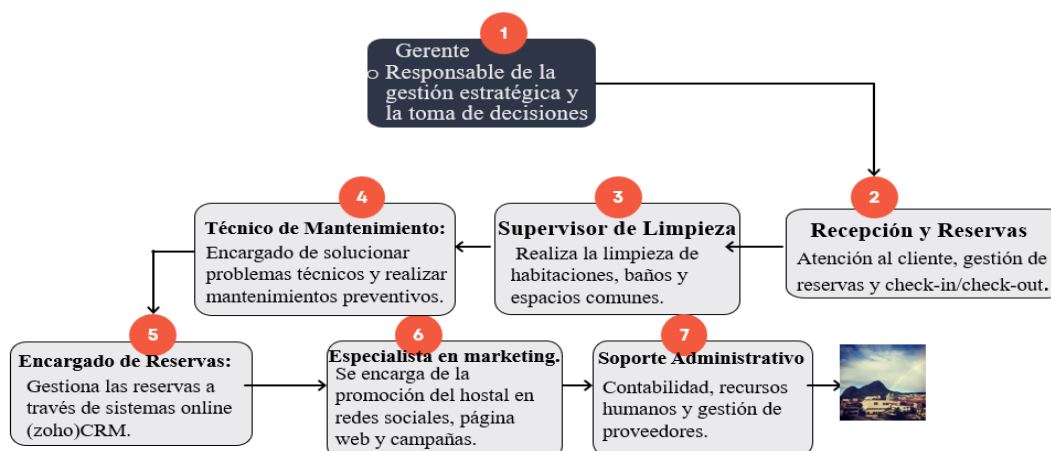 1
Gerente
o Responsable de la
gestión estratégica y
la toma de decisiones
2
Recepción y Reservas
Atención al cliente, gestión de
reservas y check-in/check-out.
3
Supervisor de Limpieza
Realiza la limpieza de
habitaciones, baños y
espacios comunes.
4
Técnico de Mantenimiento:
Encargado de solucionar
problemas técnicos y realizar
mantenimientos preventivos.
5
Encargado de Reservas:
Gestiona las reservas a
través de sistemas online
(zoho)CRM.
6
Especialista en marketing.
Se encarga de la
promoción del hostal en
redes sociales, página
web y campañas.
7
Soporte Administrativo
Contabilidad, recursos
humanos y gestión de
proveedores.